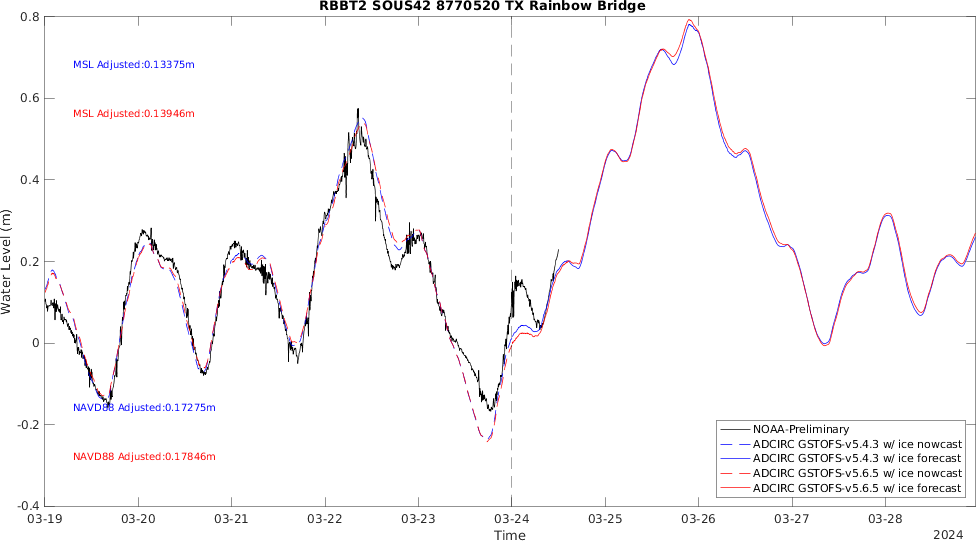 RBBT2 SOUS42 8770520 TX Rainbow Bridge
0.8
0.6
0.4
0.2
0
-0.2
-0.4
Water Level (m)
MSL Adjusted:0.13375m
MSL Adjusted:0.13946m
NAVD88 Adjusted:0.17275m
NAVD88 Adjusted:0.17846m
NOAA-Preliminary
ADCIRC GSTOFS-v5.4.3 w/ ice nowcast
ADCIRC GSTOFS-v5.4.3 w/ ice forecast
ADCIRC GSTOFS-v5.6.5 w/ ice nowcast
ADCIRC GSTOFS-v5.6.5 w/ ice forecast
03-19 03-20 03-21 03-22 03-23 03-24 03-25 03-26 03-27 03-28
Time
2024